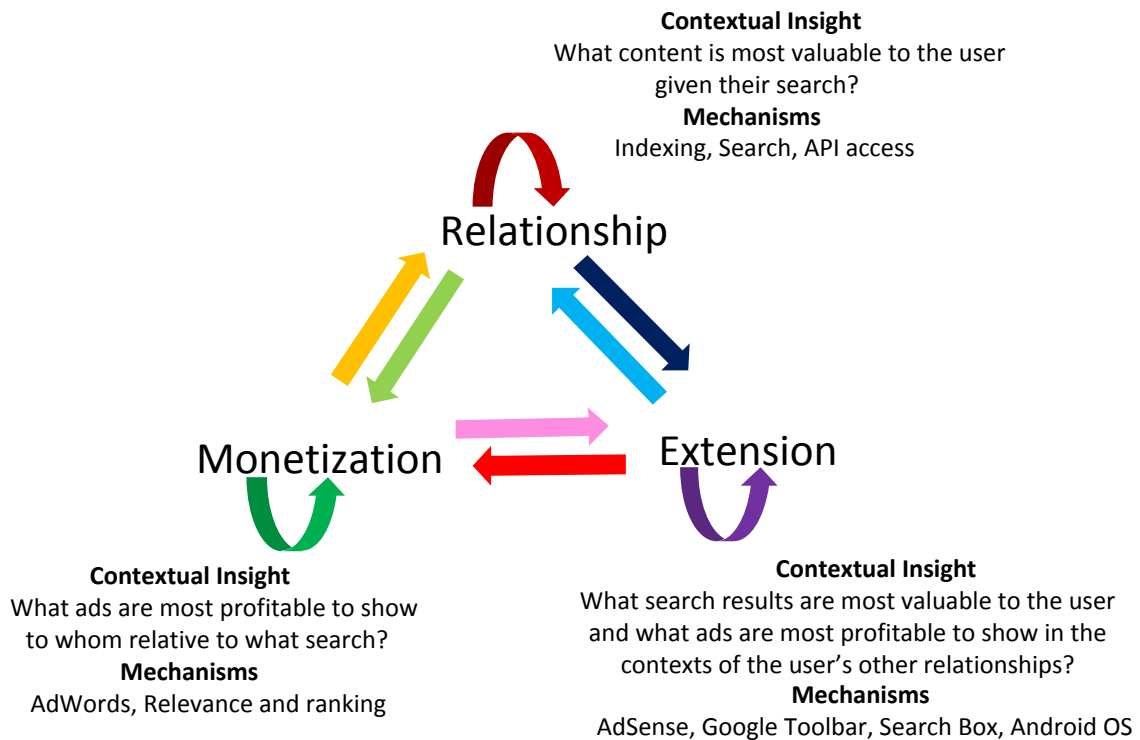 Contextual Insight
What content is most valuable to the user
given their search?
Mechanisms
Indexing, Search, API access
Relationship
Monetization
Extension
Contextual Insight
What ads are most profitable to show
to whom relative to what search?
Mechanisms
AdWords, Relevance and ranking
Contextual Insight
What search results are most valuable to the user
and what ads are most profitable to show in the
contexts of the user’s other relationships?
Mechanisms
AdSense, Google Toolbar, Search Box, Android OS